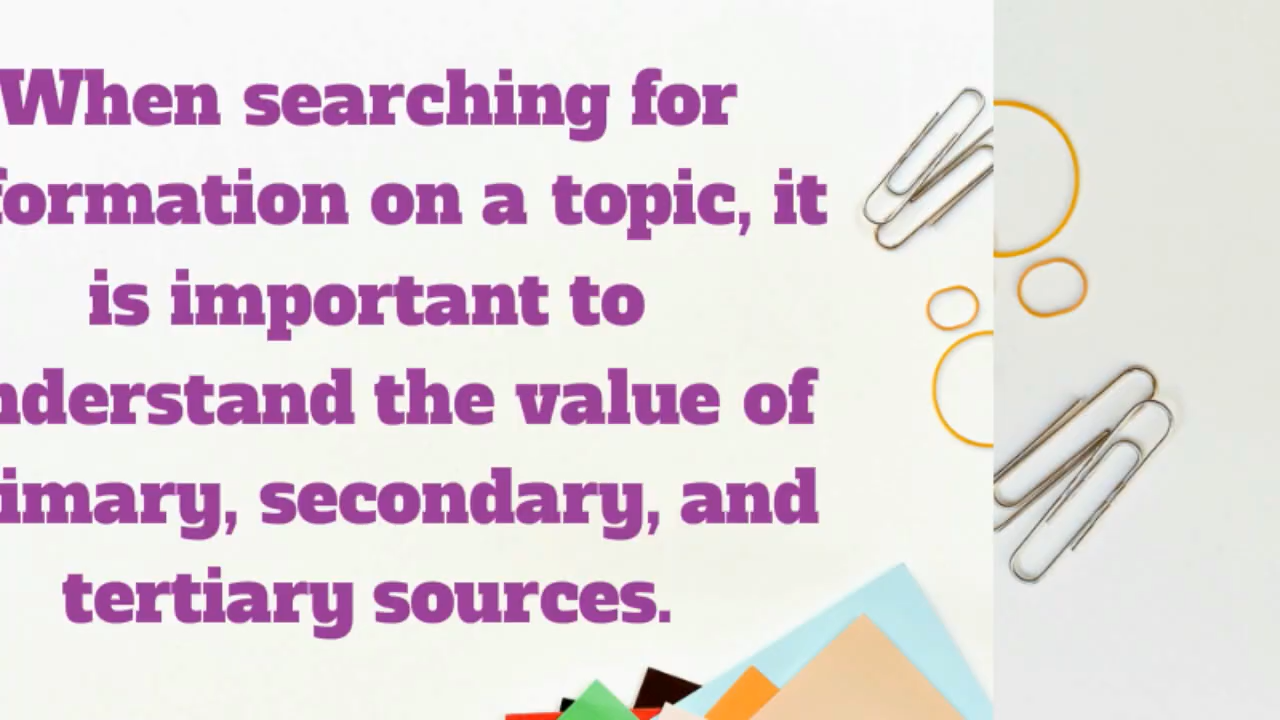 When searching for
formation on a topic, it
is important to
nderstand the value of
imary, secondary, and
tertiary sources.